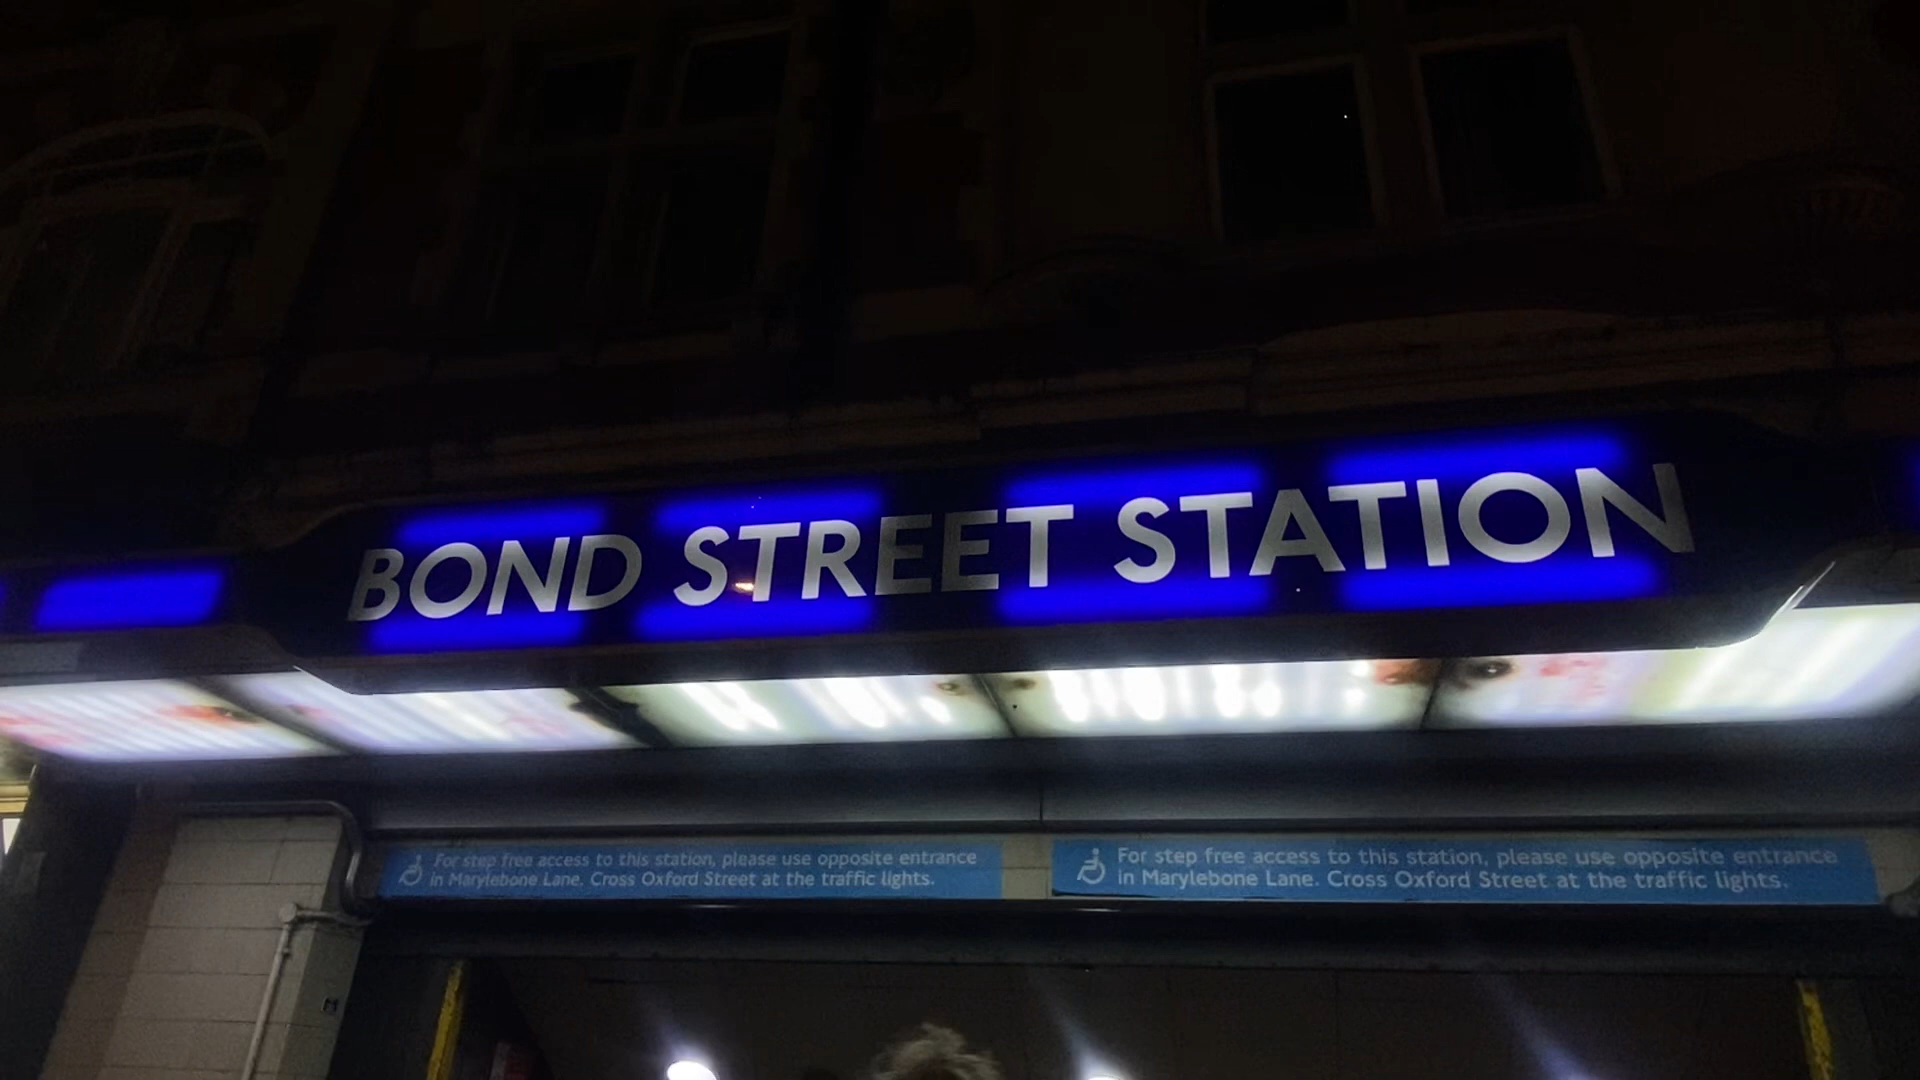 BOND STREET STATION
For step free access to this station, please use opposite entrance
in Marylebone Lane. Cross Oxford Street at the traffic lights.
For step free access to this station, please use opposite entrance
in Marylebone Lane. Cross Oxford Street at the traffic lights.